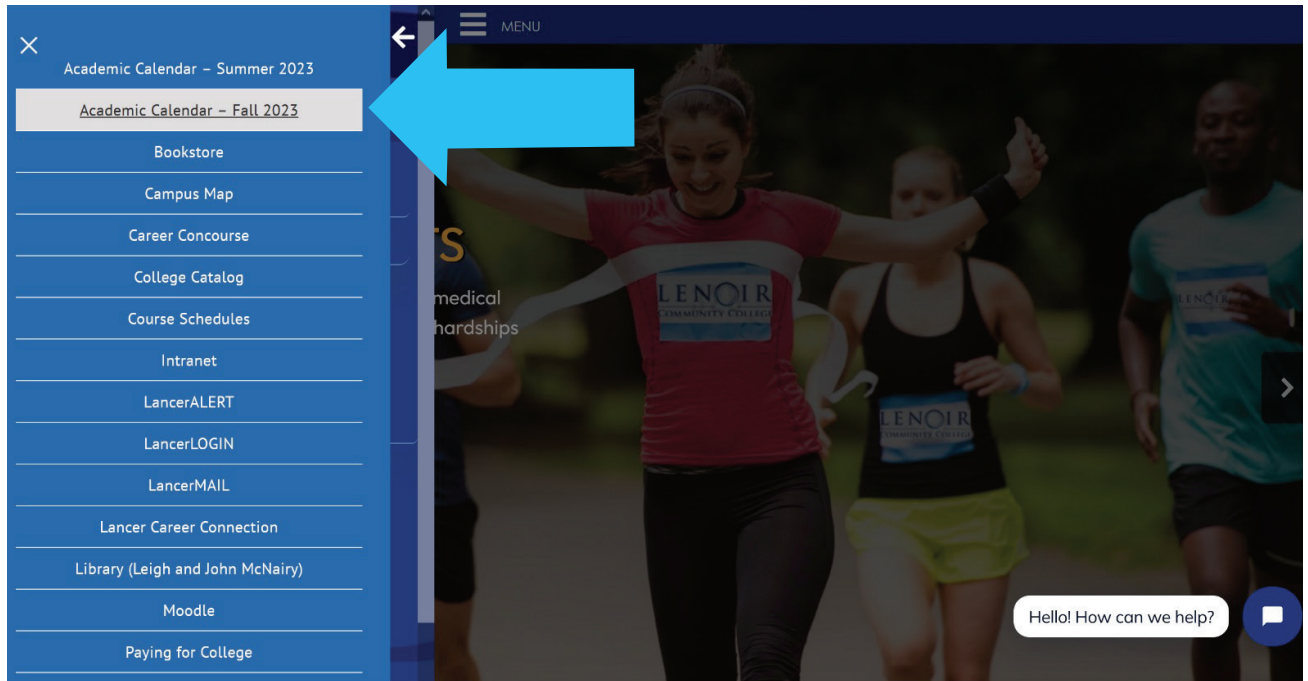 MENU
Academic Calendar – Summer 2023
Academic Calendar – Fall 2023
Bookstore
Campus Map
Career Concourse
College Catalog
Course Schedules
Intranet
LancerALERT
LancerLOGIN
LancerMAIL
Lancer Career Connection
Library (Leigh and John McNairy)
Moodle
Paying for College
TS
medical
hardships
LENOIR
COMMUNITY COLLEGE
LENOIR
COMMUNITY COLLEGE
LENOIR
Hello! How can we help?